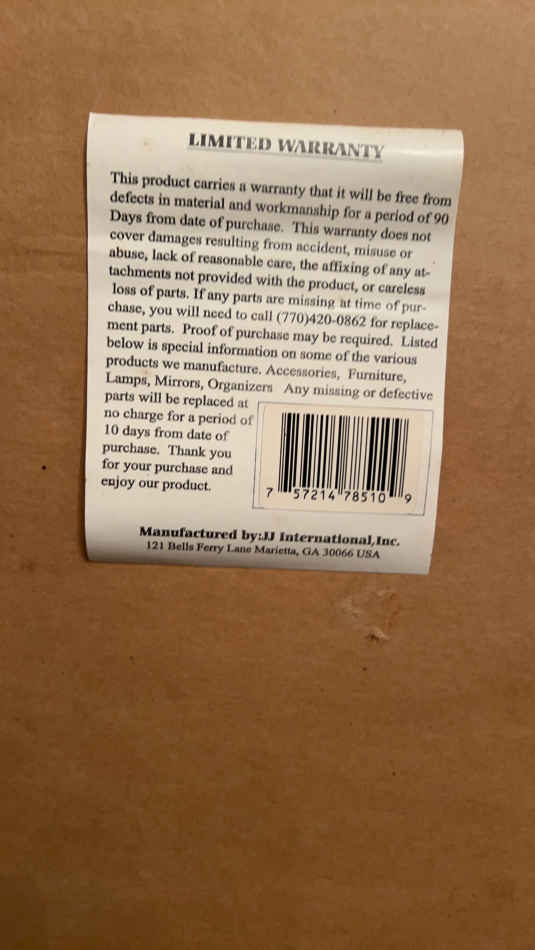 LIMITED WARRANTY
This product carries a warranty that it will be free from
defects in material and workmanship for a period of 90
Days from date of purchase. This warranty does not
cover damages resulting from accident, misuse or
abuse, lack of reasonable care, the affixing of any at-
tachments not provided with the product, or careless
loss of parts. If any parts are missing at time of pur-
chase, you will need to call (770)420-0862 for replace-
ment parts. Proof of purchase may be required. Listed
below is special information on some of the various
products we manufacture. Accessories, Furniture,
Lamps, Mirrors, Organizers Any missing or defective
parts will be replaced at
no charge for a period of
10 days from date of
purchase. Thank you
for your purchase and
enjoy our product.
7 57214 78510 9
Manufactured by:JJ International,Inc.
121 Bells Ferry Lane Marietta, GA 30066 USA